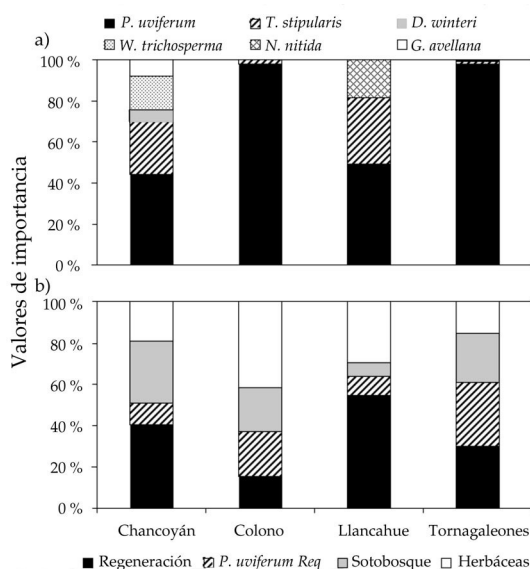 P. uviferum T. stipularis D. winteri
W. trichosperma N. nitida G. avellana
a)
100 %
80 %
60 %
40 %
20 %
0 %
Valores de importancia
b)
100 %
80 %
60 %
40 %
20 %
0 %
Chancoyán Colono Llancahue Tornagaleones
Regeneración P. uviferum Reg Sotobosque Herbáceas